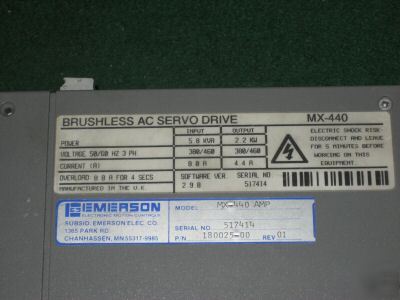 BRUSHLESS AC SERVO DRIVE MX-440
INPUT OUTPUT
POWER 5.8 KVA 2.2 KW
VOLTAGE 50/60 HZ 3 PH 380/460 380/460
CURRENT (A) 8.0 A 4.4 A
OVERLOAD 8.8 A FOR 4 SECS
MANUFACTURED IN THE U.K.
SOFTWARE VER. 2.9.0
SERIAL NO 517414
ELECTRIC SHOCK RISK-
DISCONNECT AND LEAVE
FOR 5 MINUTES BEFORE
WORKING ON THIS
EQUIPMENT.
EMERSON
ELECTRONIC MOTION CONTROLS
SUBSID. EMERSON ELEC. CO.
1365 PARK RD.
CHANHASSEN, MN 55317-9965
MODEL MX-440 AMP
SERIAL NO 517414
P/N 180025-00 REV 01